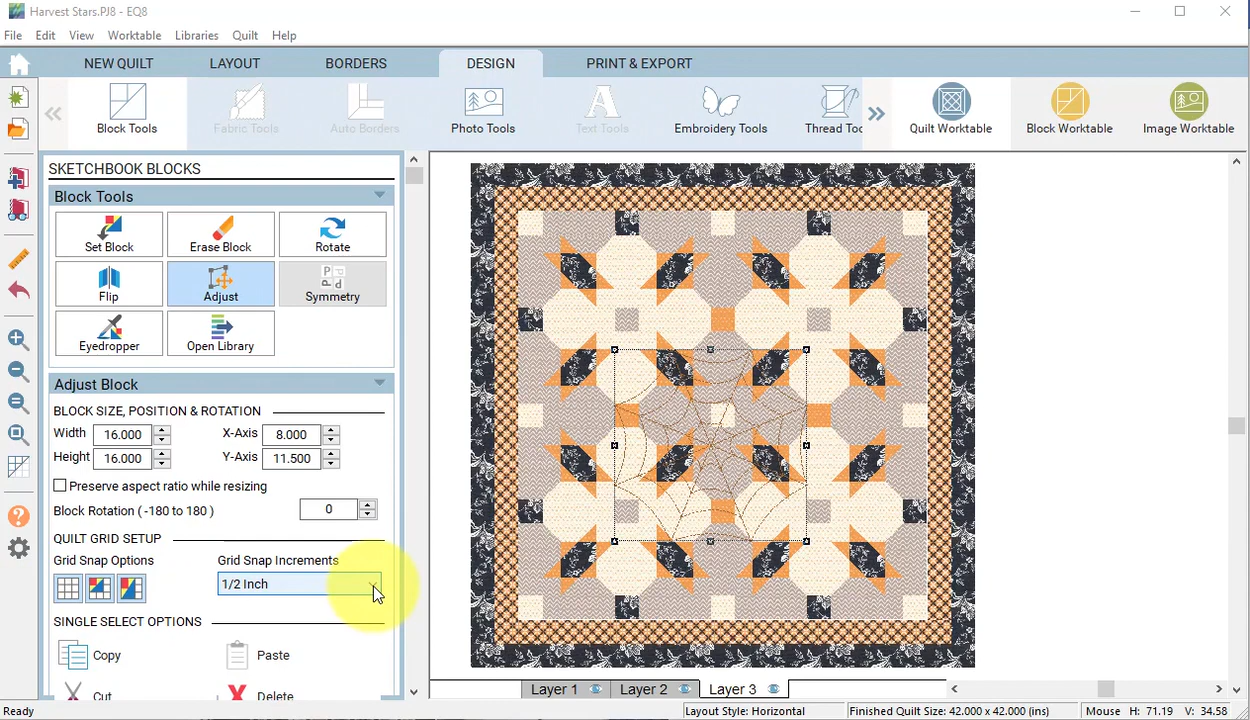 Harvest Stars.PJ8 - EQ8
File Edit View Worktable Libraries Quilt Help
NEW QUILT LAYOUT BORDERS DESIGN PRINT & EXPORT
Block Tools Fabric Tools Auto Borders Photo Tools Text Tools Embroidery Tools Thread Too Quilt Worktable Block Worktable Image Worktable
SKETCHBOOK BLOCKS
Block Tools
Set Block Erase Block Rotate
Flip Adjust Symmetry
Eyedropper Open Library
Adjust Block
BLOCK SIZE, POSITION & ROTATION
Width 16.000 X-Axis 8.000
Height 16.000 Y-Axis 11.500
Preserve aspect ratio while resizing
Block Rotation ( -180 to 180 ) 0
QUILT GRID SETUP
Grid Snap Options Grid Snap Increments
1/2 Inch
SINGLE SELECT OPTIONS
Copy Paste
Cut Delete
Layer 1 Layer 2 Layer 3
Ready Layout Style: Horizontal Finished Quilt Size: 42.000 x 42.000 (ins) Mouse H: 71.19 V: 34.58